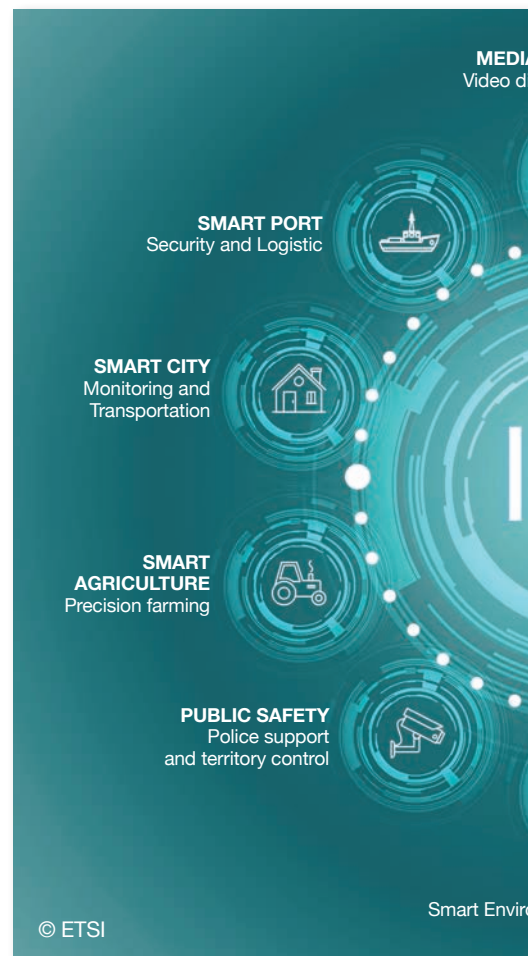 SMART PORT
Security and Logistic
SMART CITY
Monitoring and
Transportation
SMART
AGRICULTURE
Precision farming
PUBLIC SAFETY
Police support
and territory control
Smart
© ETSI